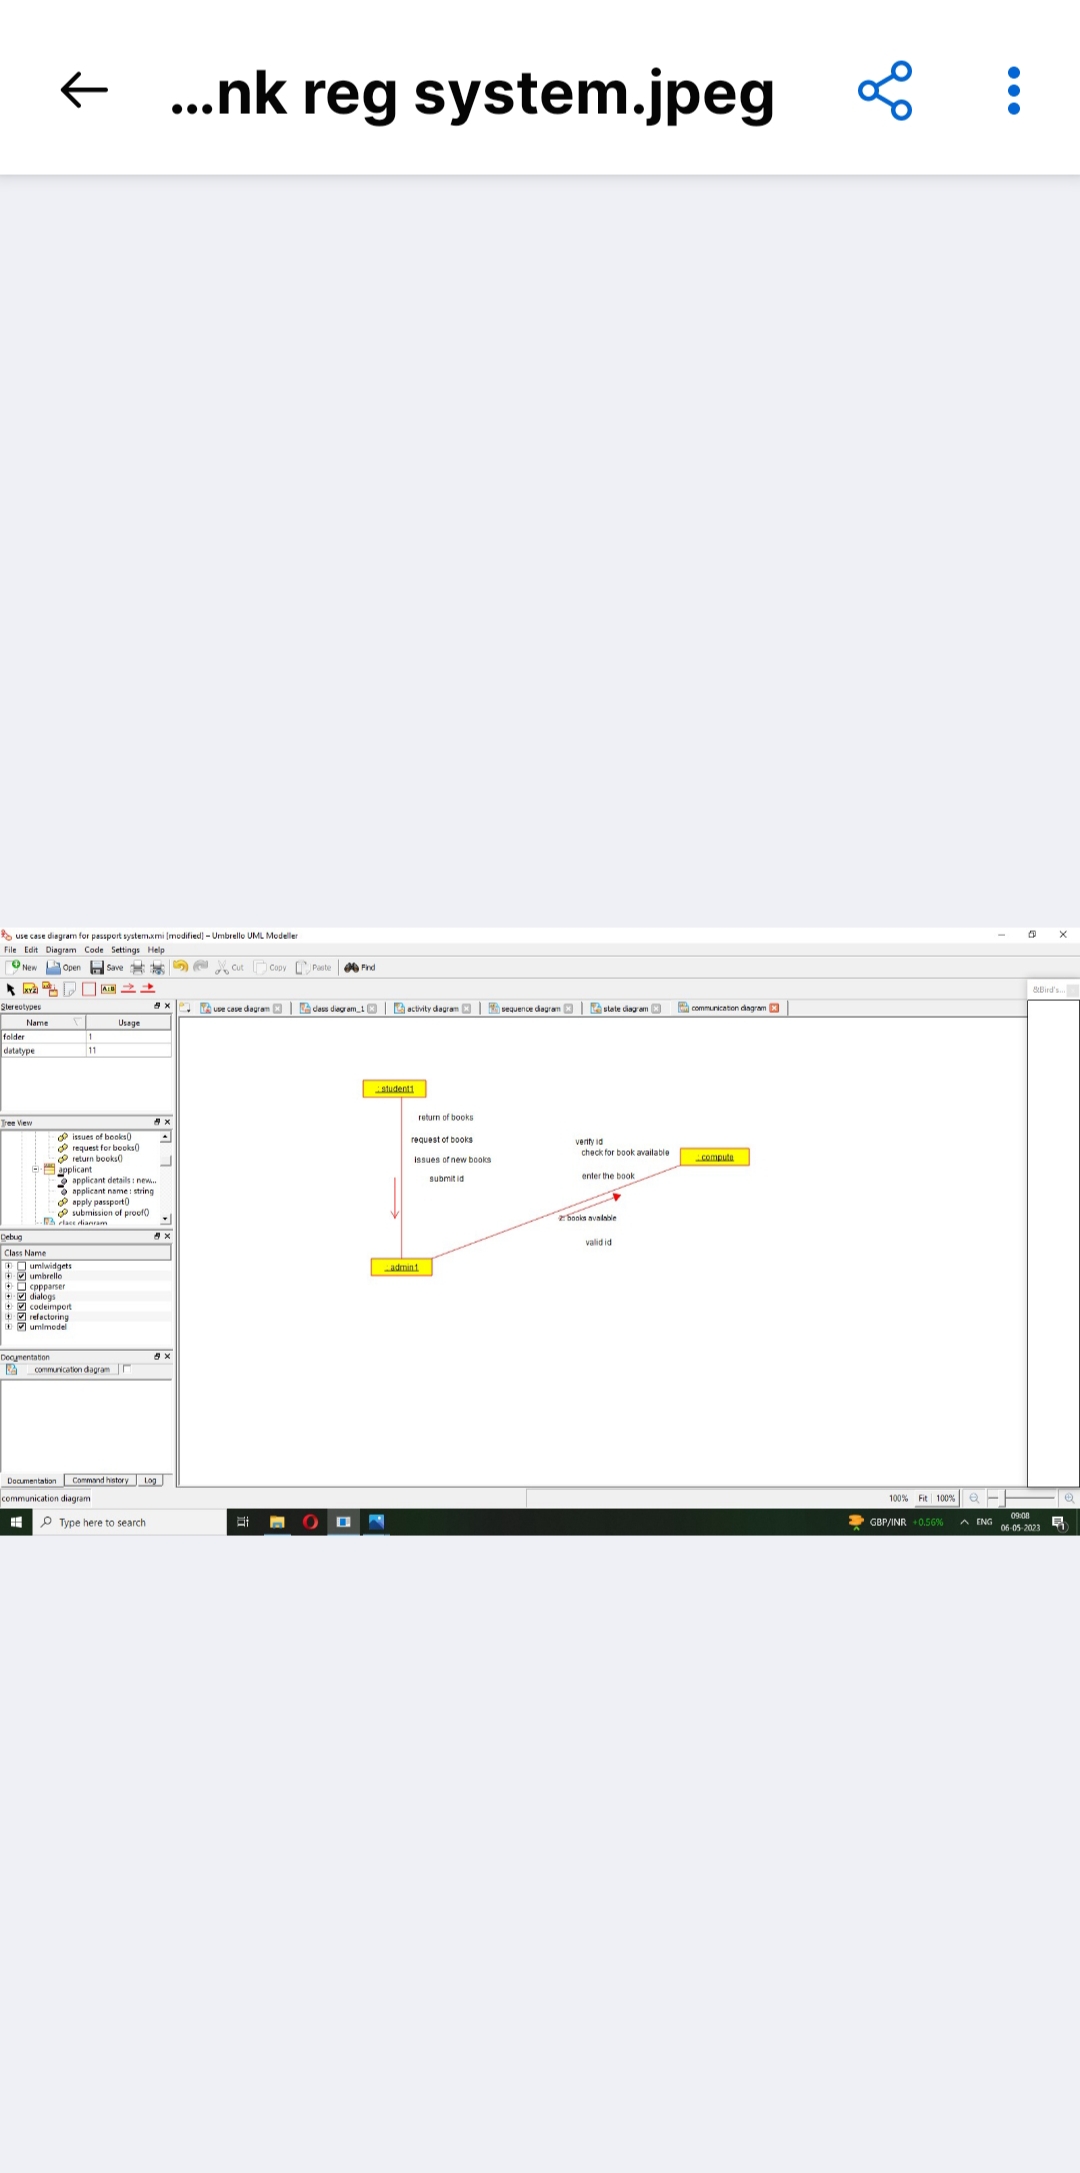 ...nk reg system.jpeg
use case diagram for passport system.xmi [modified] – Umbrello UML Modeller
File Edit Diagram Code Settings Help
New Open Save Cut Copy Paste Find
Stereotypes
Name Usage
folder 1
datatype 11
Tree View
issues of books()
request for books()
return books()
applicant
applicant details : new...
applicant name : string
apply passport()
submission of proof()
class diagram
Debug
Class Name
umlwidgets
umbrello
cppparser
dialogs
codeimport
refactoring
umlmodel
Documentation
communication diagram
Documentation Command history Log
communication diagram
use case diagram class diagram_1 activity diagram sequence diagram state diagram communication diagram
: student1
return of books
request of books
issues of new books
submit id
verify id
check for book available
enter the book
: compute
2: books available
valid id
: admin1
100% Fit 100%
Type here to search
GBP/INR +0.56%
ENG
09:08
06-05-2023